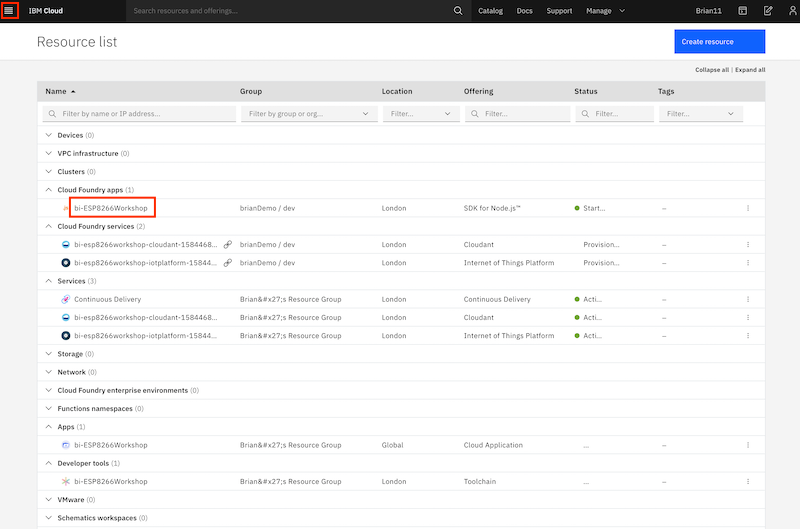 IBM Cloud Search resources and offerings... Catalog Docs Support Manage Brian11
Resource list Create resource
Collapse all | Expand all
Name Group Location Offering Status Tags
Filter by name or IP address... Filter by group or org... Filter... Filter... Filter... Filter...
Devices (0)
VPC infrastructure (0)
Clusters (0)
Cloud Foundry apps (1)
bi-ESP8266Workshop brianDemo / dev London SDK for Node.js™ Start... –
Cloud Foundry services (2)
bi-esp8266workshop-cloudant-1584468... brianDemo / dev London Cloudant Provision... –
bi-esp8266workshop-iotplatform-15844... brianDemo / dev London Internet of Things Platform Provision... –
Services (3)
Continuous Delivery Brian&#x27;s Resource Group London Continuous Delivery Acti... –
bi-esp8266workshop-cloudant-1584468... Brian&#x27;s Resource Group London Cloudant Acti... –
bi-esp8266workshop-iotplatform-15844... Brian&#x27;s Resource Group London Internet of Things Platform Acti... –
Storage (0)
Network (0)
Cloud Foundry enterprise environments (0)
Functions namespaces (0)
Apps (1)
bi-ESP8266Workshop Brian&#x27;s Resource Group Global Cloud Application ... –
Developer tools (1)
bi-ESP8266Workshop Brian&#x27;s Resource Group London Toolchain ... –
VMware (0)
Schematics workspaces (0)